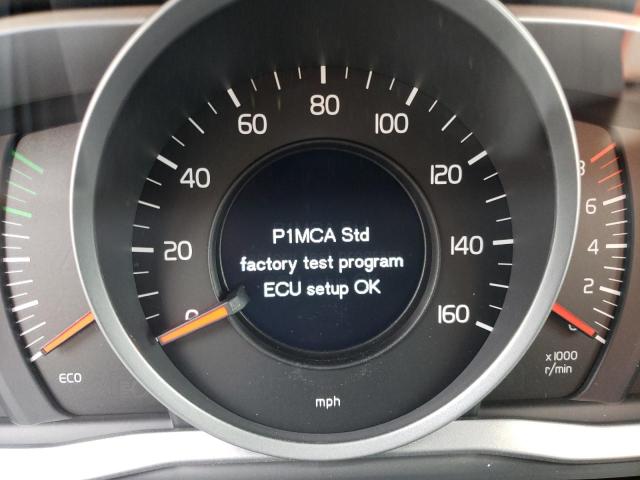 80
60
100
40
120
20
140
0
160
P1MCA Std
factory test program
ECU setup OK
mph
ECO
8
6
4
2
0
x1000
r/min